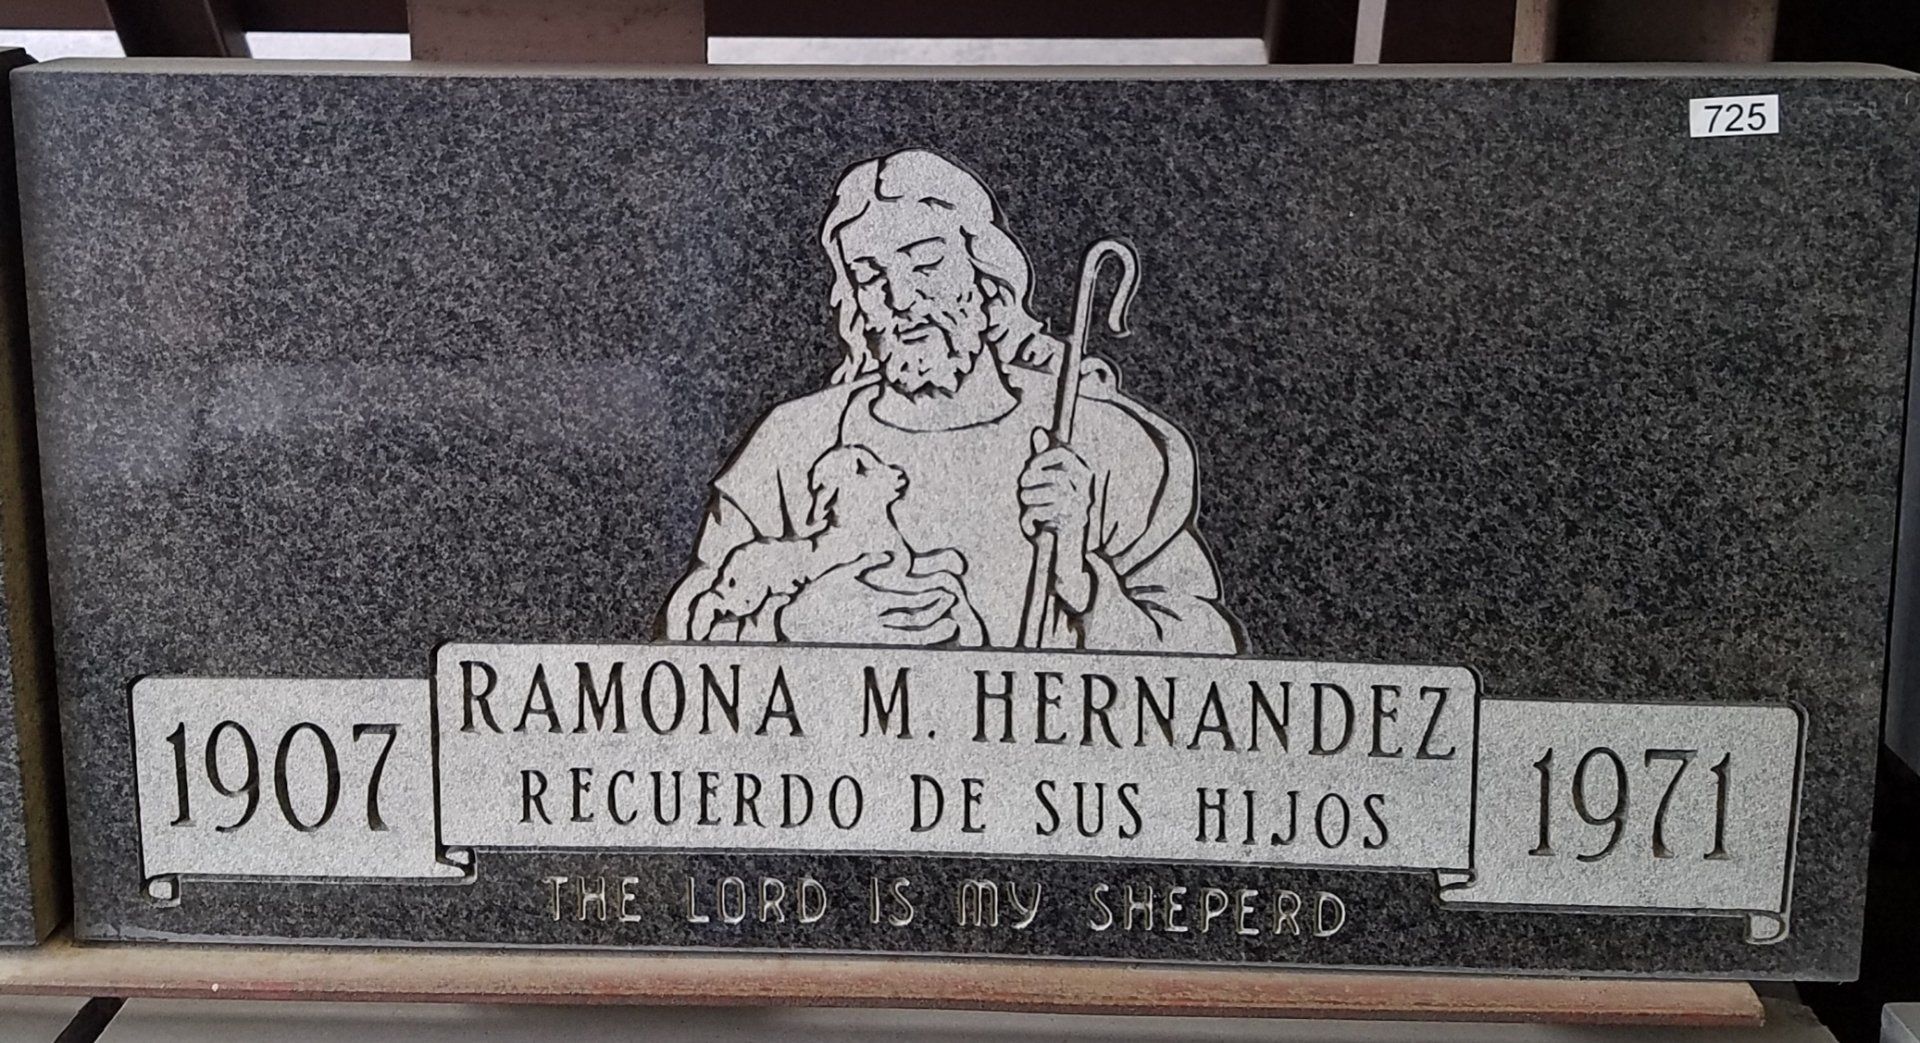 725
RAMONA M. HERNANDEZ
1907
RECUERDO DE SUS HIJOS
1971
THE LORD IS MY SHEPERD